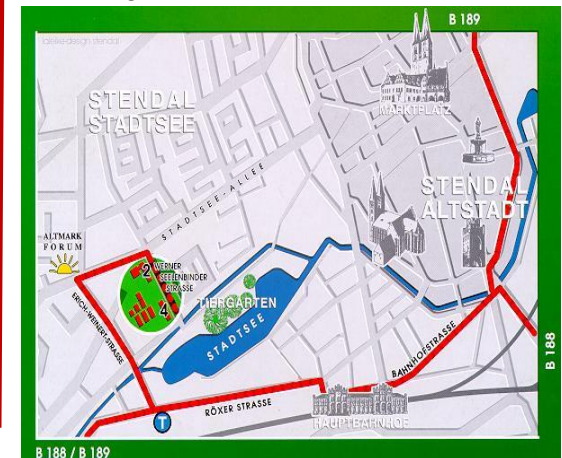 B 189
STENDAL
STADTSEE
MARKTPLATZ
STADTSEE-ALLEE
STENDAL
ALTSTADT
ALTMARK
FORUM
2
WERNER
SEELENBINDER
STRASSE
4
TIERGARTEN
ERICH-WEINERT-STRASSE
STADTSEE
BAHNHOFSTRASSE
B 188
RÖXER STRASSE
T
HAUPTBAHNHOF
B 188 / B 189